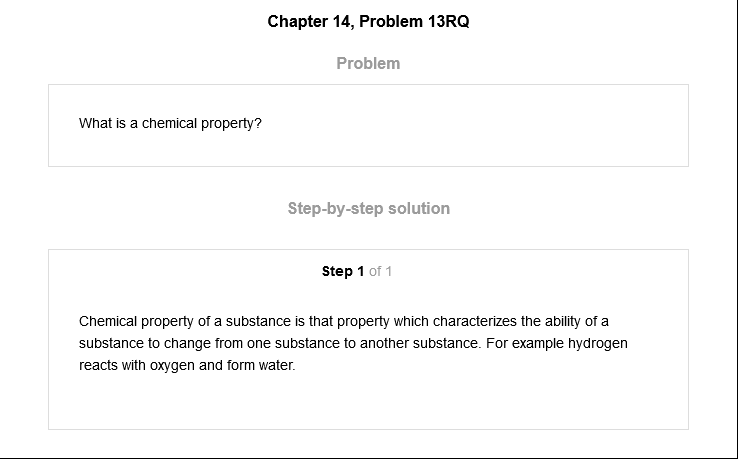 Chapter 14, Problem 13RQ
Problem
What is a chemical property?
Step-by-step solution
Step 1 of 1
Chemical property of a substance is that property which characterizes the ability of a
substance to change from one substance to another substance. For example hydrogen
reacts with oxygen and form water.